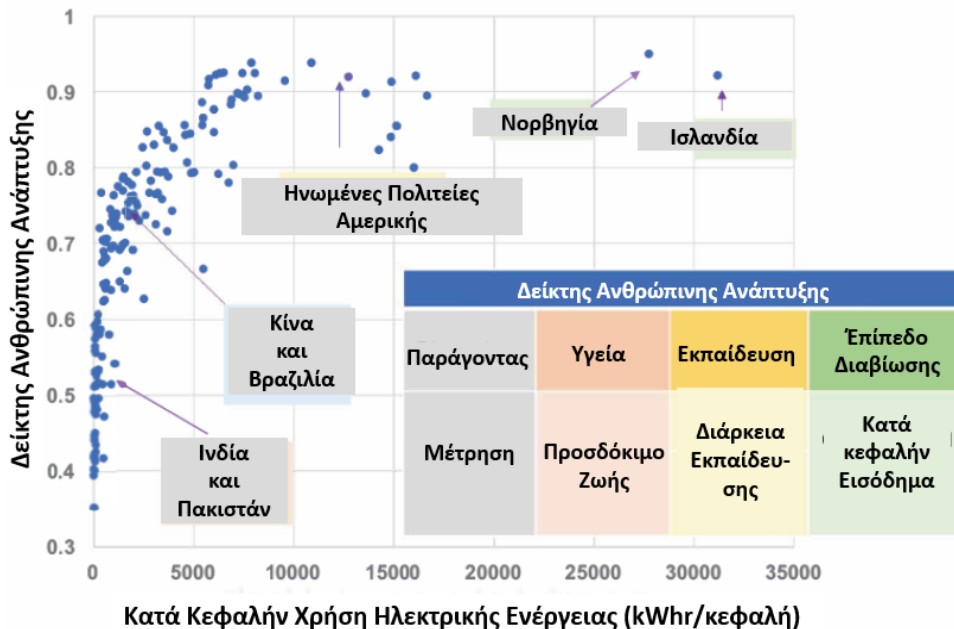 Δείκτης Ανθρώπινης Ανάπτυξης
1
0.9
0.8
0.7
0.6
0.5
0.4
0.3
Νορβηγία
Ισλανδία
Ηνωμένες Πολιτείες
Αμερικής
Κίνα
και
Βραζιλία
Ινδία
και
Πακιστάν
Δείκτης Ανθρώπινης Ανάπτυξης
Παράγοντας
Υγεία
Εκπαίδευση
Έπίπεδο
Διαβίωσης
Μέτρηση
Προσδόκιμο
Ζωής
Διάρκεια
Εκπαίδευ-
σης
Κατά
κεφαλήν
Εισόδημα
0 5000 10000 15000 20000 25000 30000 35000
Κατά Κεφαλήν Χρήση Ηλεκτρικής Ενέργειας (kWhr/κεφαλή)